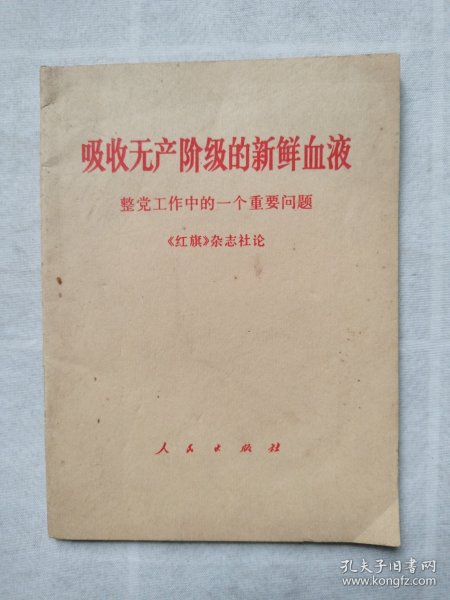 吸收无产阶级的新鲜血液
整党工作中的一个重要问题
《红旗》杂志社论
人民出版社
孔夫子旧书网
www.kongfz.com